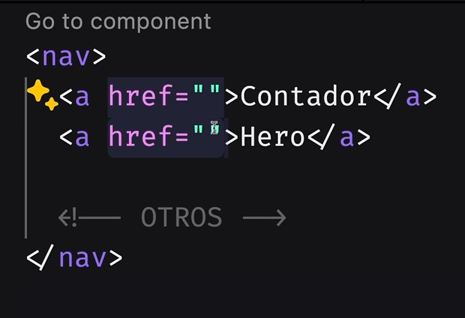 Go to component
<nav>
<a href="">Contador</a>
<a href="">Hero</a>
<!-- OTROS -->
</nav>